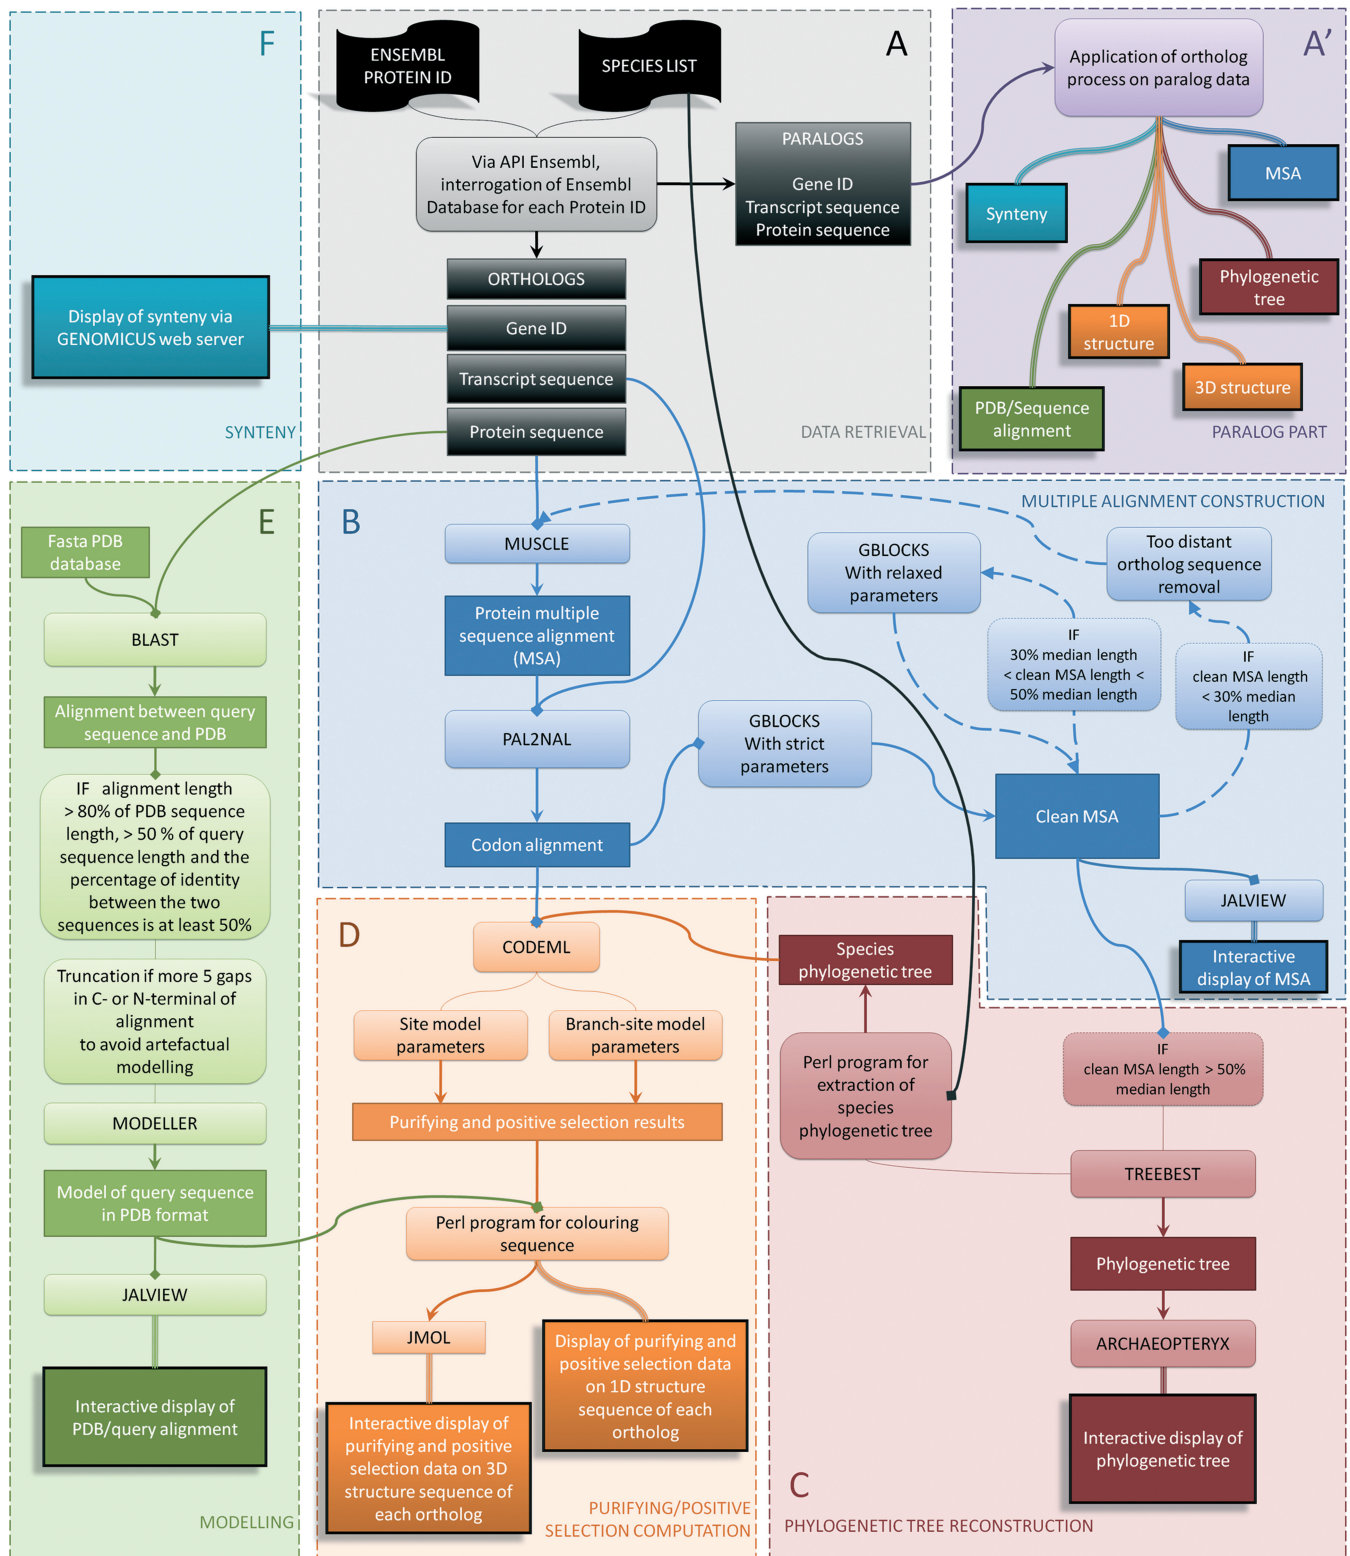 F
Display of synteny via
GENOMICUS web server
SYNTENY
A
ENSEMBL
PROTEIN ID
SPECIES LIST
Via API Ensembl,
interrogation of Ensembl
Database for each Protein ID
PARALOGS
Gene ID
Transcript sequence
Protein sequence
ORTHOLOGS
Gene ID
Transcript sequence
Protein sequence
DATA RETRIEVAL
A’
Application of ortholog
process on paralog data
MSA
Synteny
Phylogenetic
tree
1D
structure
3D structure
PDB/Sequence
alignment
PARALOG PART
B
MULTIPLE ALIGNMENT CONSTRUCTION
MUSCLE
Protein multiple
sequence alignment
(MSA)
PAL2NAL
Codon alignment
GBLOCKS
With strict
parameters
GBLOCKS
With relaxed
parameters
Too distant
ortholog sequence
removal
IF
30% median length
< clean MSA length <
50% median length
IF
clean MSA length
< 30% median
length
Clean MSA
JALVIEW
Interactive
display of MSA
E
Fasta PDB
database
BLAST
Alignment between query
sequence and PDB
IF alignment length
> 80% of PDB sequence
length, > 50 % of query
sequence length and the
percentage of identity
between the two
sequences is at least 50%
Truncation if more 5 gaps
in C- or N-terminal of
alignment
to avoid artefactual
modelling
MODELLER
Model of query sequence
in PDB format
JALVIEW
Interactive display of
PDB/query alignment
MODELLING
D
CODEML
Site model
parameters
Branch-site model
parameters
Purifying and positive selection results
Perl program for colouring
sequence
JMOL
Display of purifying and
positive selection data
on 1D structure
sequence of each
ortholog
Interactive display of
purifying and positive
selection data on 3D
structure sequence of
each ortholog
PURIFYING/POSITIVE
SELECTION COMPUTATION
Species
phylogenetic tree
Perl program for
extraction of
species
phylogenetic tree
IF
clean MSA length > 50%
median length
TREEBEST
Phylogenetic tree
ARCHAEOPTERYX
Interactive display of
phylogenetic tree
C
PHYLOGENETIC TREE RECONSTRUCTION